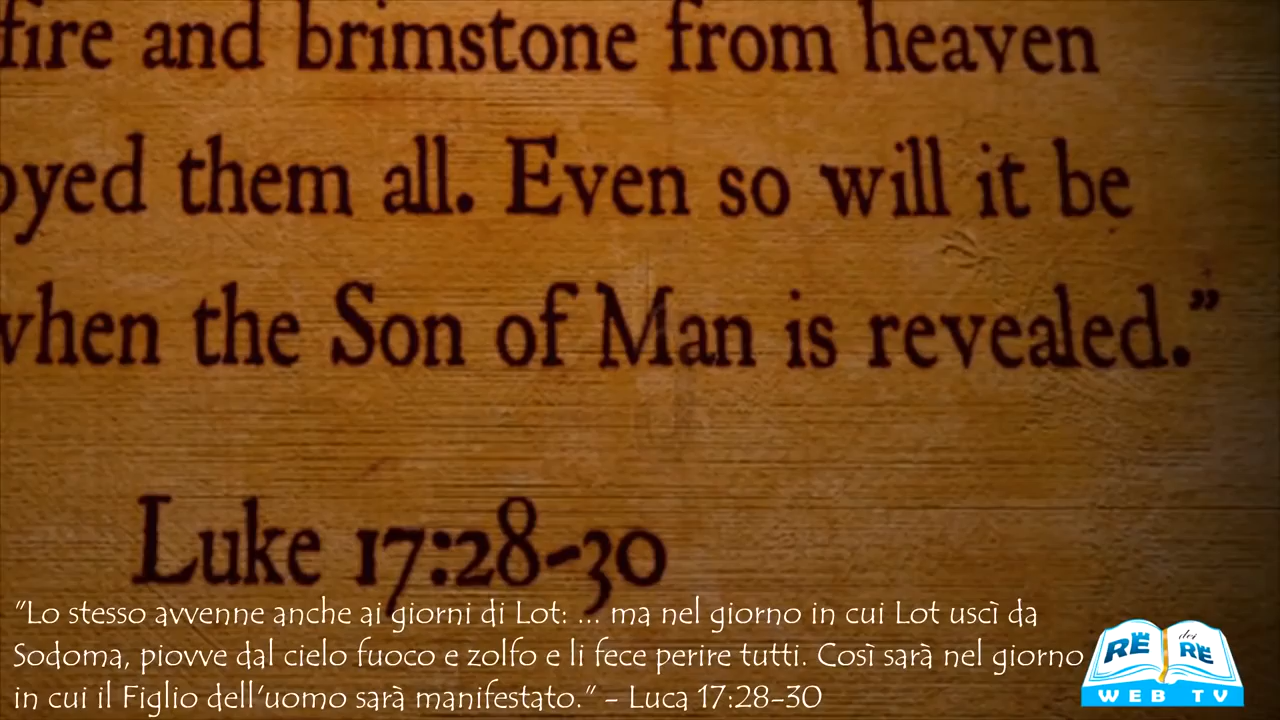 fire and brimstone from heaven
oyed them all. Even so will it be
when the Son of Man is revealed.”
Luke 17:28-30
"Lo stesso avvenne anche ai giorni di Lot: ... ma nel giorno in cui Lot uscì da
Sodoma, piovve dal cielo fuoco e zolfo e li fece perire tutti. Così sarà nel giorno
in cui il Figlio dell'uomo sarà manifestato." - Luca 17:28-30
RE dei RE
WEB TV